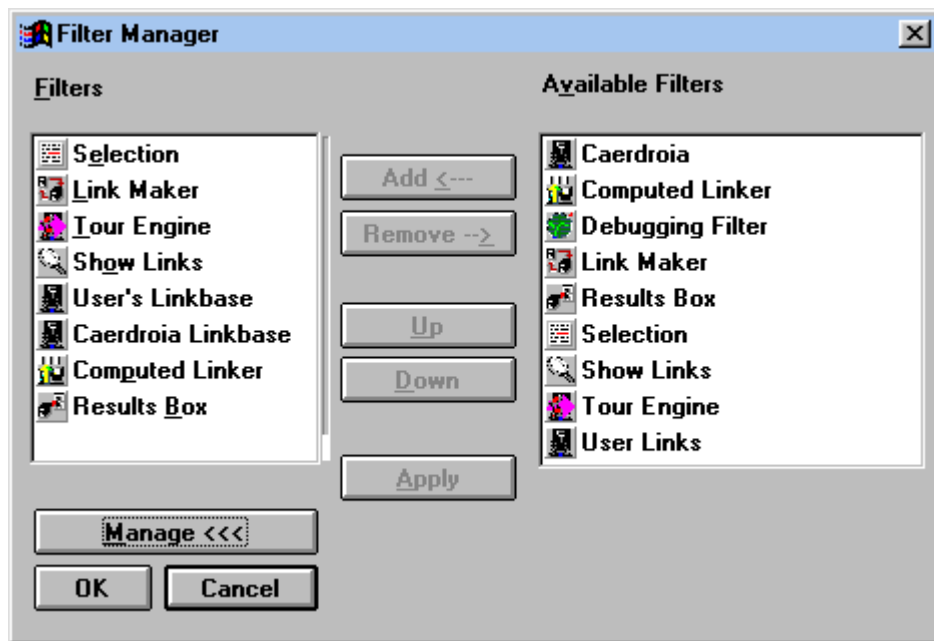 Filter Manager
Filters
Available Filters
Selection
Link Maker
Tour Engine
Show Links
User's Linkbase
Caerdroia Linkbase
Computed Linker
Results Box
Add <---
Remove -->
Up
Down
Apply
Caerdroia
Computed Linker
Debugging Filter
Link Maker
Results Box
Selection
Show Links
Tour Engine
User Links
Manage <<<
OK
Cancel